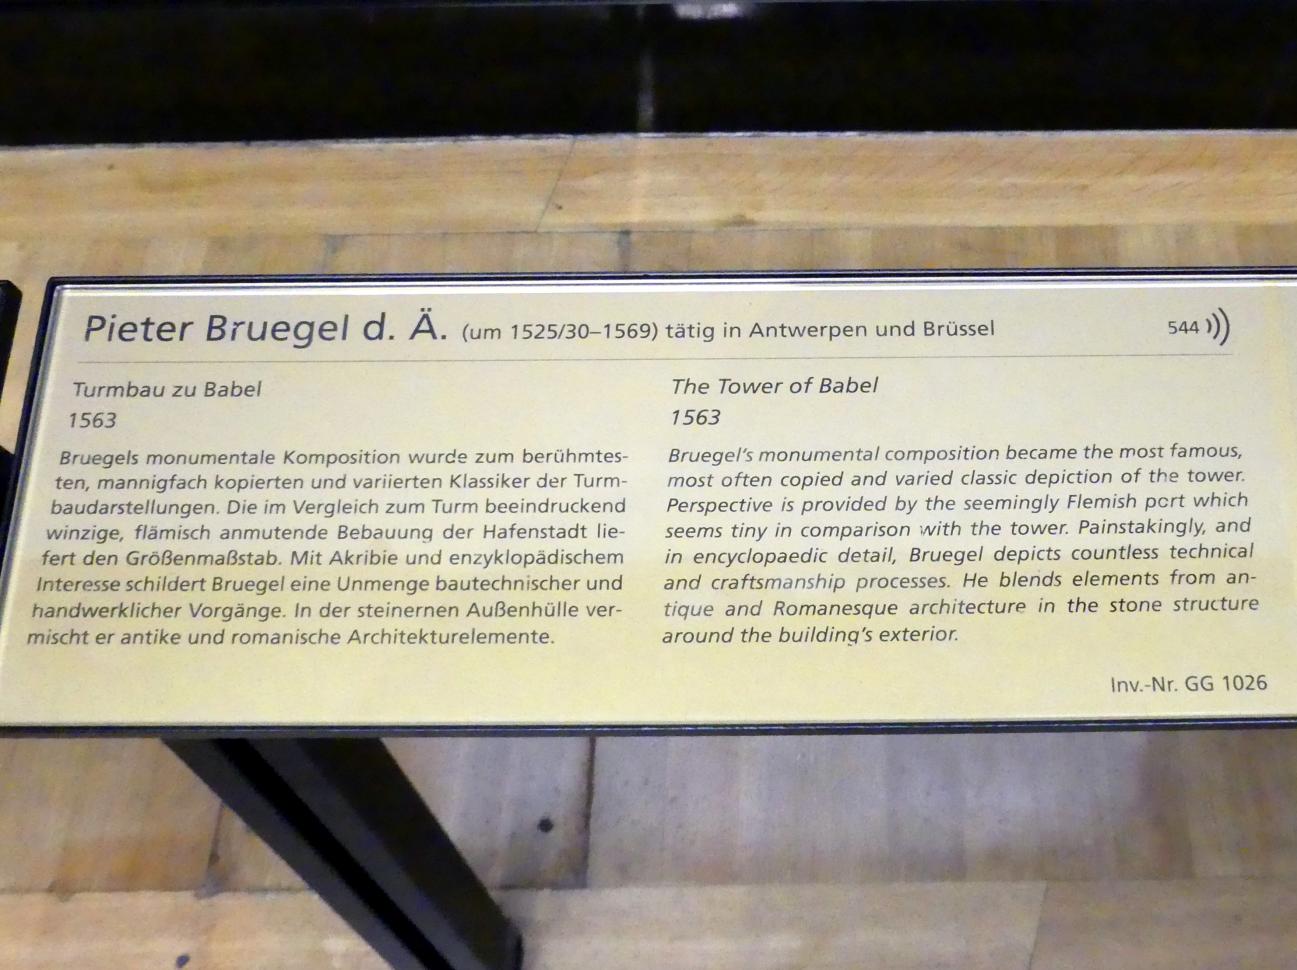 Pieter Bruegel d. Ä. (um 1525/30–1569) tätig in Antwerpen und Brüssel 544
Turmbau zu Babel
1563
Bruegels monumentale Komposition wurde zum berühmtes-
ten, mannigfach kopierten und variierten Klassiker der Turm-
baudarstellungen. Die im Vergleich zum Turm beeindruckend
winzige, flämisch anmutende Bebauung der Hafenstadt lie-
fert den Größenmaßstab. Mit Akribie und enzyklopädischem
Interesse schildert Bruegel eine Unmenge bautechnischer und
handwerklicher Vorgänge. In der steinernen Außenhülle ver-
mischt er antike und romanische Architekturelemente.
The Tower of Babel
1563
Bruegel's monumental composition became the most famous,
most often copied and varied classic depiction of the tower.
Perspective is provided by the seemingly Flemish port which
seems tiny in comparison with the tower. Painstakingly, and
in encyclopaedic detail, Bruegel depicts countless technical
and craftsmanship processes. He blends elements from an-
tique and Romanesque architecture in the stone structure
around the building's exterior.
Inv.-Nr. GG 1026